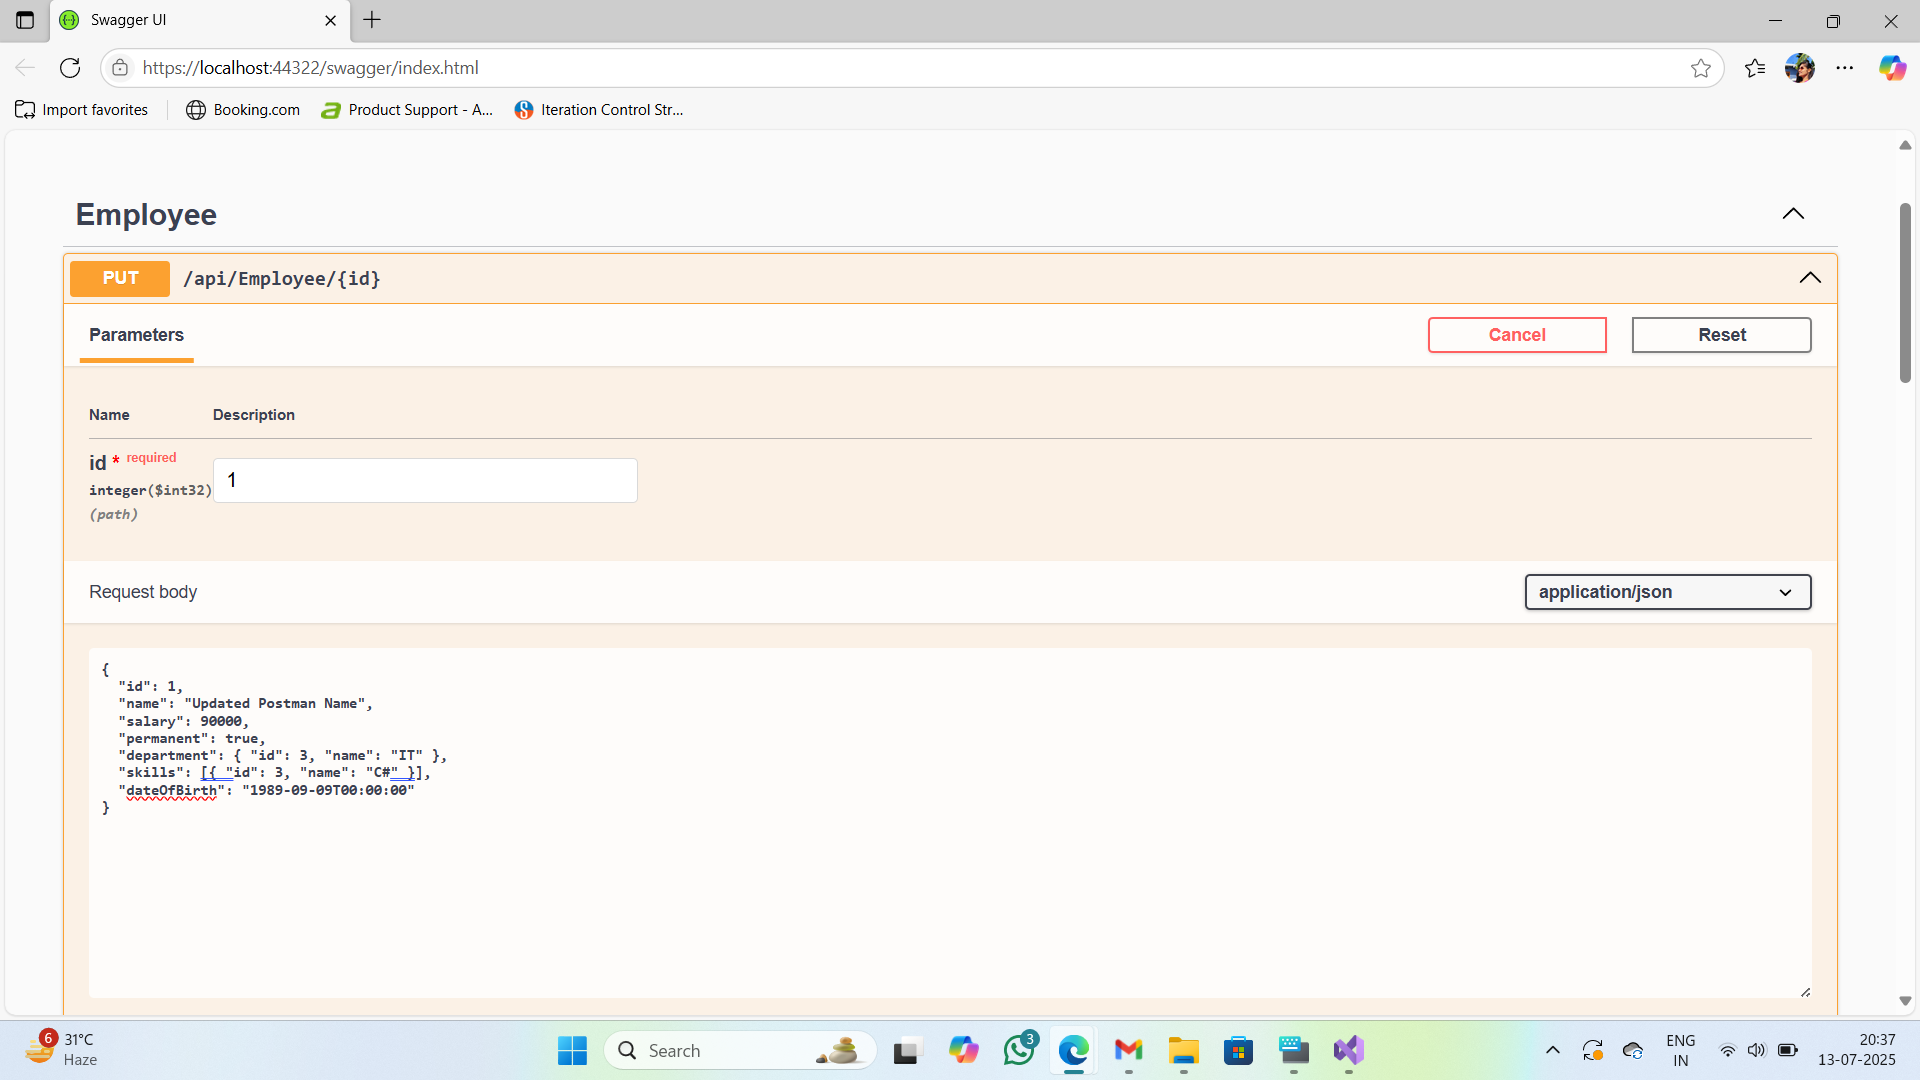 Swagger UI
https://localhost:44322/swagger/index.html
Import favorites
Booking.com
Product Support - A...
Iteration Control Str...
Employee
PUT
/api/Employee/{id}
Parameters
Cancel
Reset
Name
Description
id * required
integer($int32)
(path)
1
Request body
application/json
{
"id": 1,
"name": "Updated Postman Name",
"salary": 90000,
"permanent": true,
"department": { "id": 3, "name": "IT" },
"skills": [{ "id": 3, "name": "C#" }],
"dateOfBirth": "1989-09-09T00:00:00"
}
6
31°C
Haze
Search
3
ENG
IN
20:37
13-07-2025